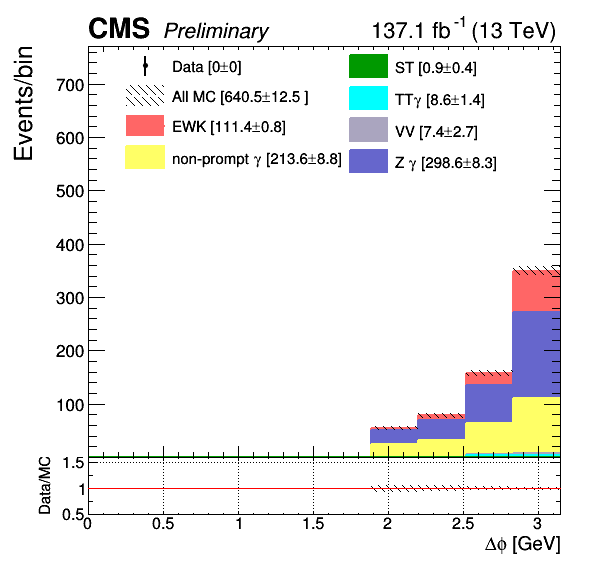 CMS Preliminary 137.1 fb⁻¹ (13 TeV)
Events/bin
Data [0±0]
All MC [640.5±12.5 ]
EWK [111.4±0.8]
non-prompt γ [213.6±8.8]
ST [0.9±0.4]
TTγ [8.6±1.4]
VV [7.4±2.7]
Z γ [298.6±8.3]
700
600
500
400
300
200
100
Data/MC
1.5
1
0.5
0 0.5 1 1.5 2 2.5 3
Δϕ [GeV]